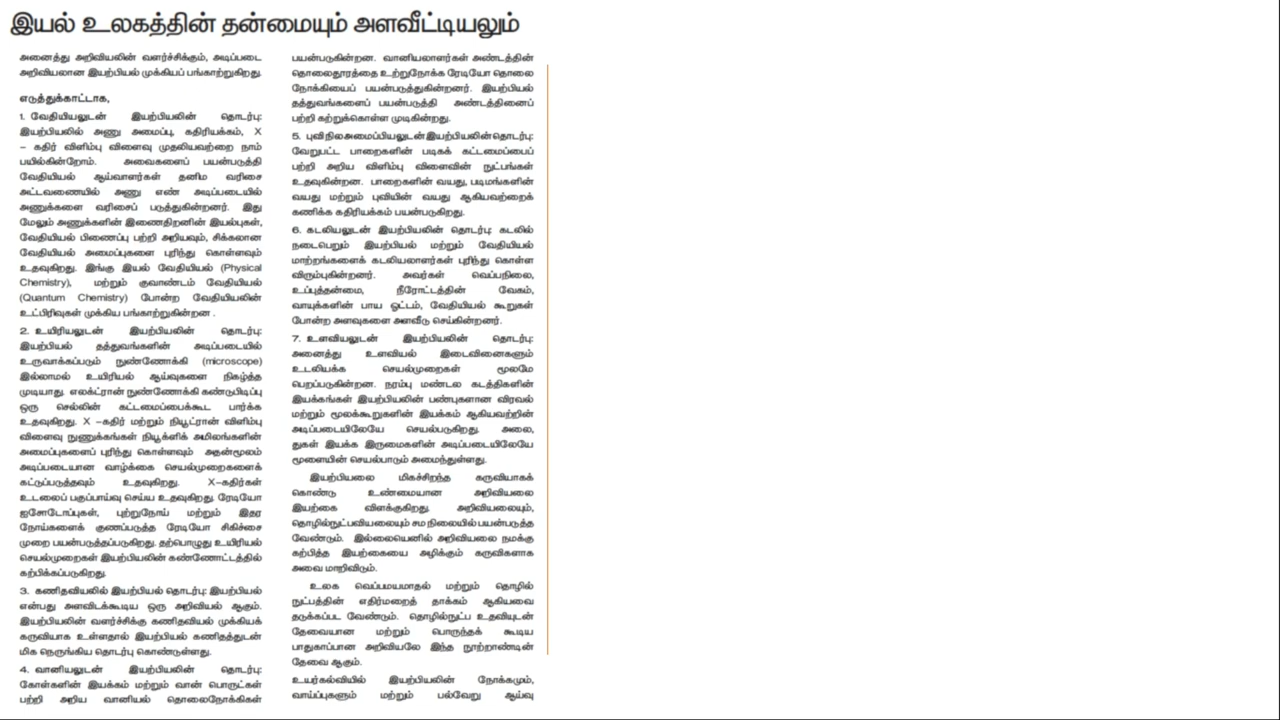 இயல் உலகத்தின் தன்மையும் அளவீட்டியலும்
அனைத்து அறிவியலின் வளர்ச்சிக்கும், அடிப்படை
அறிவியலான இயற்பியல் முக்கியப் பங்காற்றுகிறது.
எடுத்துக்காட்டாக,
1. வேதியியலுடன் இயற்பியலின் தொடர்பு:
இயற்பியலில் அணு அமைப்பு, கதிரியக்கம், X
– கதிர் விளிம்பு விளைவு முதலியவற்றை நாம்
பயில்கின்றோம். அவைகளைப் பயன்படுத்தி
வேதியியல் ஆய்வாளர்கள் தனிம வரிசை
அட்டவணையில் அணு எண் அடிப்படையில்
அணுக்களை வரிசைப் படுத்துகின்றனர். இது
மேலும் அணுக்களின் இணைதிறனின் இயல்புகள்,
வேதியியல் பிணைப்பு பற்றி அறியவும், சிக்கலான
வேதியியல் அமைப்புகளை புரிந்து கொள்ளவும்
உதவுகிறது. இங்கு இயல் வேதியியல் (Physical
Chemistry), மற்றும் குவாண்டம் வேதியியல்
(Quantum Chemistry) போன்ற வேதியியலின்
உட்பிரிவுகள் முக்கிய பங்காற்றுகின்றன .
2. உயிரியலுடன் இயற்பியலின் தொடர்பு:
இயற்பியல் தத்துவங்களின் அடிப்படையில்
உருவாக்கப்படும் நுண்ணோக்கி (microscope)
இல்லாமல் உயிரியல் ஆய்வுகளை நிகழ்த்த
முடியாது. எலக்ட்ரான் நுண்ணோக்கி கண்டுபிடிப்பு
ஒரு செல்லின் கட்டமைப்பைக்கூட பார்க்க
உதவுகிறது. X –கதிர் மற்றும் நியூட்ரான் விளிம்பு
விளைவு நுணுக்கங்கள் நியூக்ளிக் அமிலங்களின்
அமைப்புகளைப் புரிந்து கொள்ளவும் அதன்மூலம்
அடிப்படையான வாழ்க்கை செயல்முறைகளைக்
கட்டுப்படுத்தவும் உதவுகிறது. X–கதிர்கள்
உடலைப் பகுப்பாய்வு செய்ய உதவுகிறது. ரேடியோ
ஐசோடோப்புகள், புற்றுநோய் மற்றும் இதர
நோய்களைக் குணப்படுத்த ரேடியோ சிகிச்சை
முறை பயன்படுத்தப்படுகிறது. தற்பொழுது உயிரியல்
செயல்முறைகள் இயற்பியலின் கண்ணோட்டத்தில்
கற்பிக்கப்படுகிறது.
3. கணிதவியலில் இயற்பியல் தொடர்பு: இயற்பியல்
என்பது அளவிடக்கூடிய ஒரு அறிவியல் ஆகும்.
இயற்பியலின் வளர்ச்சிக்கு கணிதவியல் முக்கியக்
கருவியாக உள்ளதால் இயற்பியல் கணிதத்துடன்
மிக நெருங்கிய தொடர்பு கொண்டுள்ளது.
4. வானியலுடன் இயற்பியலின் தொடர்பு:
கோள்களின் இயக்கம் மற்றும் வான் பொருட்கள்
பற்றி அறிய வானியல் தொலைநோக்கிகள்
பயன்படுகின்றன. வானியலாளர்கள் அண்டத்தின்
தொலைதூரத்தை உற்றுநோக்க ரேடியோ தொலை
நோக்கியைப் பயன்படுத்துகின்றனர். இயற்பியல்
தத்துவங்களைப் பயன்படுத்தி அண்டத்தினைப்
பற்றி கற்றுக்கொள்ள முடிகின்றது.
5. புவிநிலஅமைப்பியலுடன்இயற்பியலின்தொடர்பு:
வேறுபட்ட பாறைகளின் படிகக் கட்டமைப்பைப்
பற்றி அறிய விளிம்பு விளைவின் நுட்பங்கள்
உதவுகின்றன. பாறைகளின் வயது, படிமங்களின்
வயது மற்றும் புவியின் வயது ஆகியவற்றைக்
கணிக்க கதிரியக்கம் பயன்படுகிறது.
6. கடலியலுடன் இயற்பியலின் தொடர்பு: கடலில்
நடைபெறும் இயற்பியல் மற்றும் வேதியியல்
மாற்றங்களைக் கடலியலாளர்கள் புரிந்து கொள்ள
விரும்புகின்றனர். அவர்கள் வெப்பநிலை,
உப்புத்தன்மை, நீரோட்டத்தின் வேகம்,
வாயுக்களின் பாய ஓட்டம், வேதியியல் கூறுகள்
போன்ற அளவுகளை அளவீடு செய்கின்றனர்.
7. உளவியலுடன் இயற்பியலின் தொடர்பு:
அனைத்து உளவியல் இடைவினைகளும்
உடலியக்க செயல்முறைகள் மூலமே
பெறப்படுகின்றன. நரம்பு மண்டல கடத்திகளின்
இயக்கங்கள் இயற்பியலின் பண்புகளான விரவல்
மற்றும் மூலக்கூறுகளின் இயக்கம் ஆகியவற்றின்
அடிப்படையிலேயே செயல்படுகிறது. அலை,
துகள் இயக்க இருமைகளின் அடிப்படையிலேயே
மூளையின் செயல்பாடும் அமைந்துள்ளது.
இயற்பியலை மிகச்சிறந்த கருவியாகக்
கொண்டு உண்மையான அறிவியலை
இயற்கை விளக்குகிறது. அறிவியலையும்,
தொழில்நுட்பவியலையும் சம நிலையில் பயன்படுத்த
வேண்டும். இல்லையெனில் அறிவியலை நமக்கு
கற்பித்த இயற்கையை அழிக்கும் கருவிகளாக
அவை மாறிவிடும்.
உலக வெப்பமயமாதல் மற்றும் தொழில்
நுட்பத்தின் எதிர்மறைத் தாக்கம் ஆகியவை
தடுக்கப்பட வேண்டும். தொழில்நுட்ப உதவியுடன்
தேவையான மற்றும் பொருந்தக் கூடிய
பாதுகாப்பான அறிவியலே இந்த நூற்றாண்டின்
தேவை ஆகும்.
உயர்கல்வியில் இயற்பியலின் நோக்கமும்,
வாய்ப்புகளும் மற்றும் பல்வேறு ஆய்வு